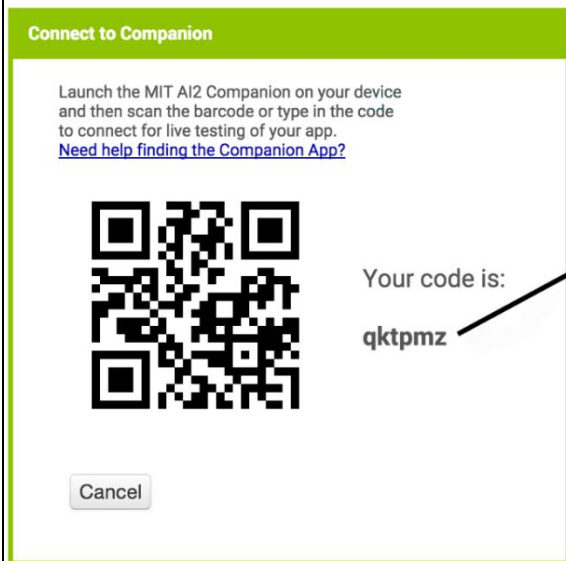 Connect to Companion
Launch the MIT AI2 Companion on your device
and then scan the barcode or type in the code
to connect for live testing of your app.
Need help finding the Companion App?
Your code is:
qktpmz
Cancel